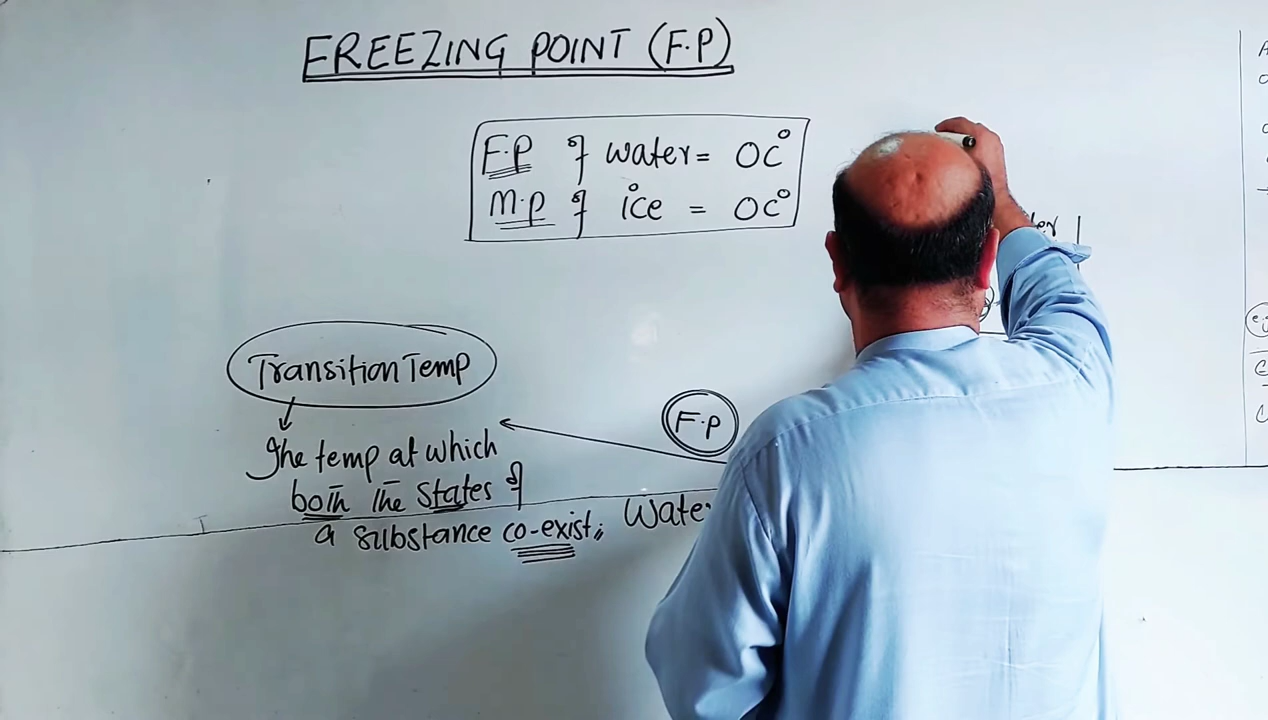 FREEZING POINT (F.P)
F.P of water = 0C°
M.P of ice = 0C°
Transition Temp
F.P
The temp at which
both the States of
a substance co-exist;
Wate